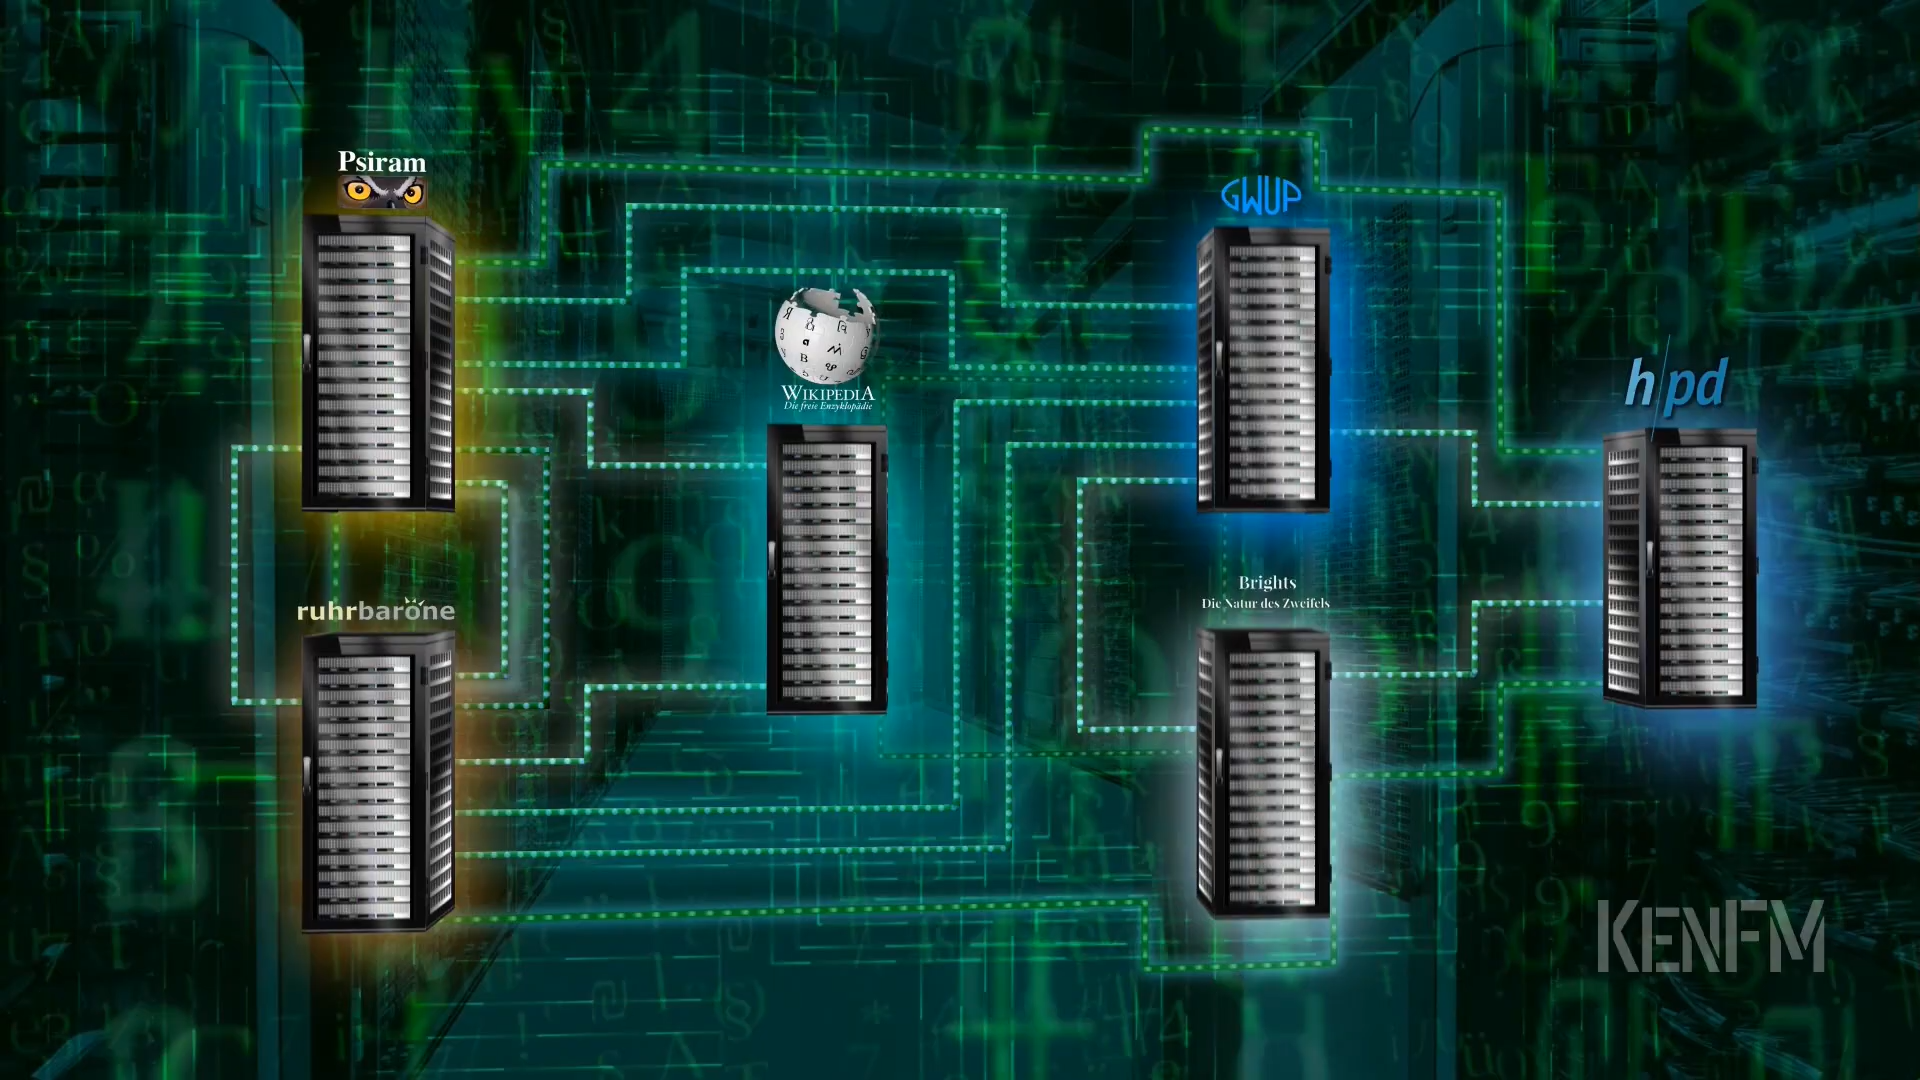 Psiram
GWUP
WIKIPEDIA
Die freie Enzyklopädie
h/pd
Brights
Die Natur des Zweifels
ruhrbarone
KENFM